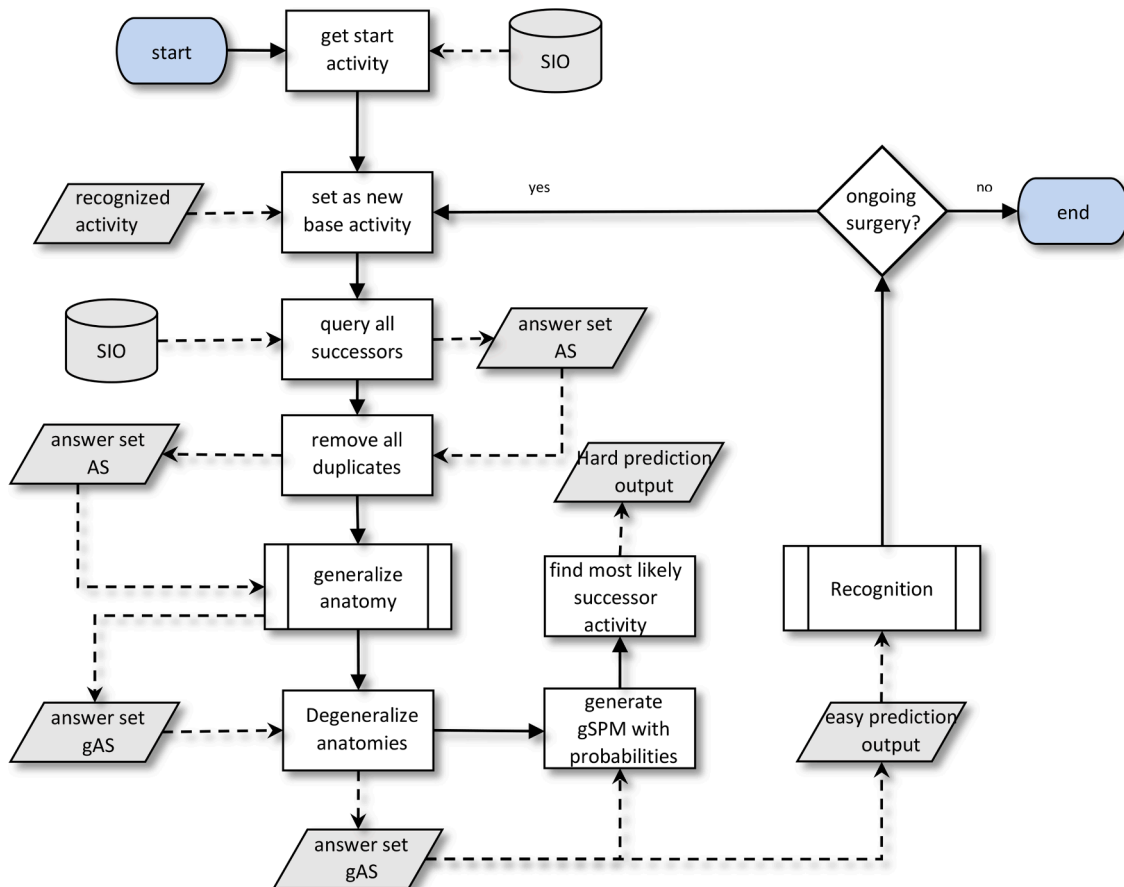 start
get start
activity
SIO
recognized
activity
set as new
base activity
yes
ongoing
surgery?
no
end
SIO
query all
successors
answer set
AS
answer set
AS
remove all
duplicates
Hard prediction
output
generalize
anatomy
find most likely
successor
activity
Recognition
answer set
gAS
Degeneralize
anatomies
generate
gSPM with
probabilities
easy prediction
output
answer set
gAS